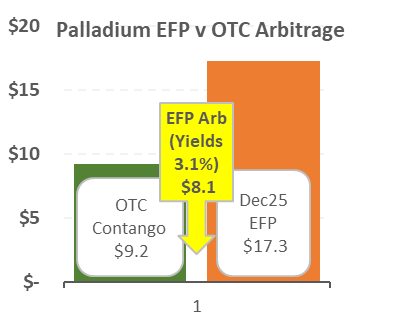 Palladium EFP v OTC Arbitrage
$20
$15
$10
$5
$-
EFP Arb
(Yields
3.1%)
$8.1
OTC
Contango
$9.2
Dec25
EFP
$17.3
1